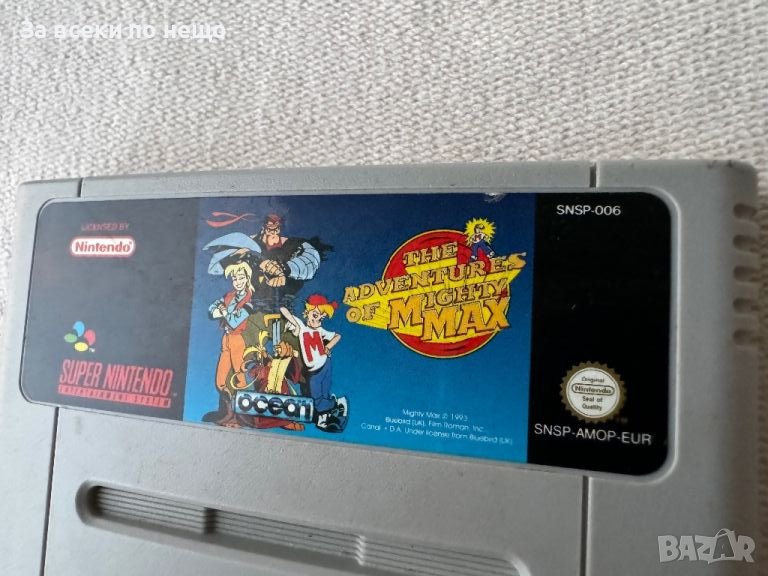 За всеки по нещо
LICENSED BY
Nintendo
SUPER NINTENDO
ENTERTAINMENT SYSTEM
M
ocean
THE
ADVENTURES
OF MIGHTY
MAX
Mighty Max © 1993
Bluebird (UK), Film Roman, Inc.
Canal + D.A. Under license from Bluebird (UK)
SNSP-006
Original
Nintendo
Seal of
Quality
TM
SNSP-AMOP-EUR
BAZAR